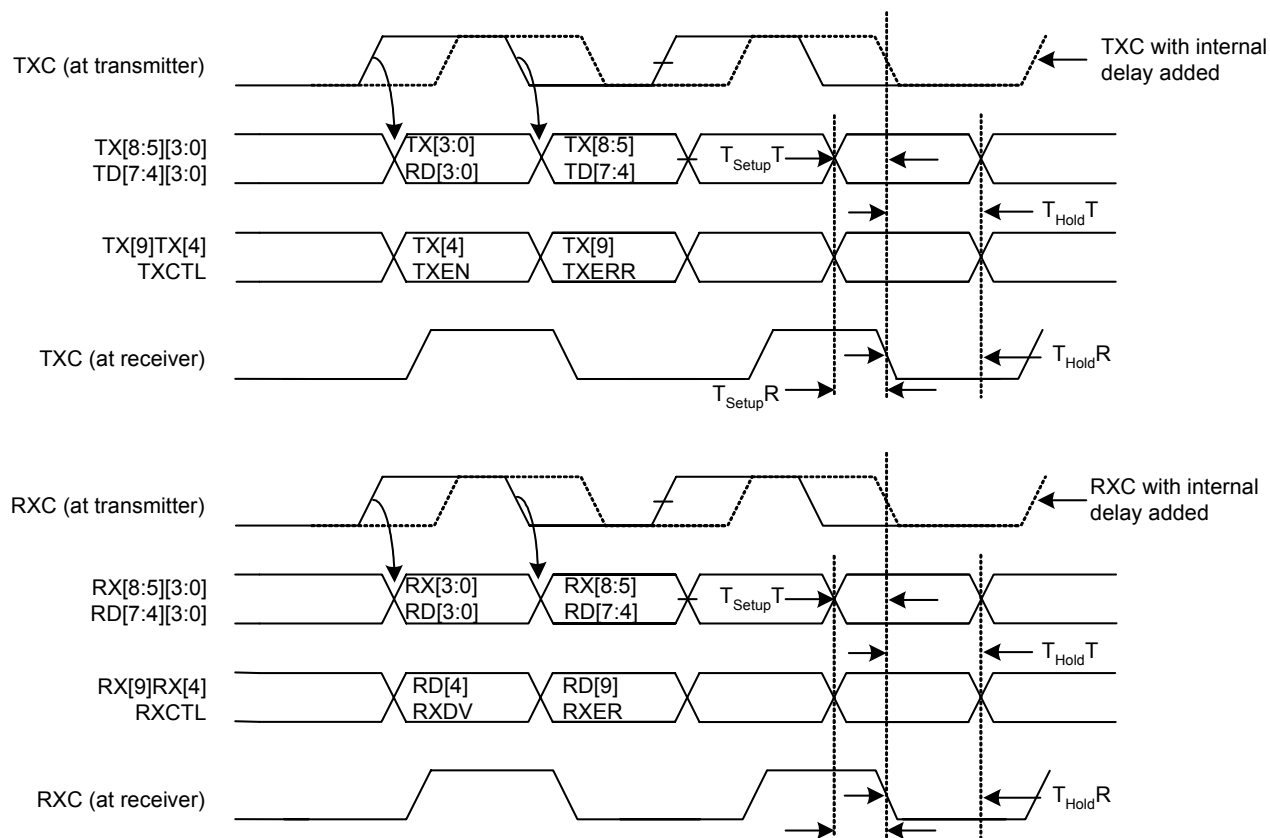 TXC (at transmitter)
TXC with internal
delay added
TX[8:5][3:0]
TD[7:4][3:0]
TX[3:0]
RD[3:0]
TX[8:5]
TD[7:4]
TSetupT
THoldT
TX[9]TX[4]
TXCTL
TX[4]
TXEN
TX[9]
TXERR
TXC (at receiver)
THoldR
TSetupR
RXC (at transmitter)
RXC with internal
delay added
RX[8:5][3:0]
RD[7:4][3:0]
RX[3:0]
RD[3:0]
RX[8:5]
RD[7:4]
TSetupT
THoldT
RX[9]RX[4]
RXCTL
RD[4]
RXDV
RD[9]
RXER
RXC (at receiver)
THoldR